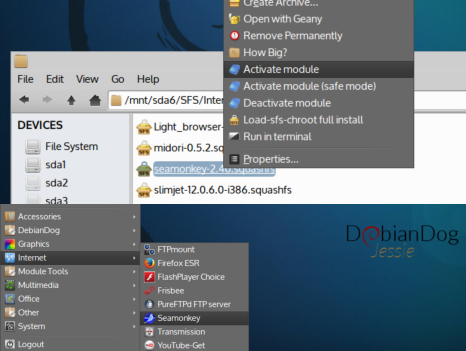 Create Archive...
Open with Geany
Remove Permanently
How Big?
File Edit View Go Help
Activate module
Activate module (safe mode)
/mnt/sda6/SFS/Inter
Deactivate module
DEVICES
Light_browser-
Load-sfs-chroot full install
File System
midori-0.5.2.sq
Run in terminal
sda1
seamonkey-2.40.squashfs
Properties...
sda2
slimjet-12.0.6.0-i386.squashfs
sda3
Accessories
DebianDog
Graphics
Internet
Module Tools
Multimedia
Office
Other
System
Logout
FTPmount
Firefox ESR
FlashPlayer Choice
Frisbee
PureFTPd FTP server
Seamonkey
Transmission
YouTube-Get
DebianDog
Jessie